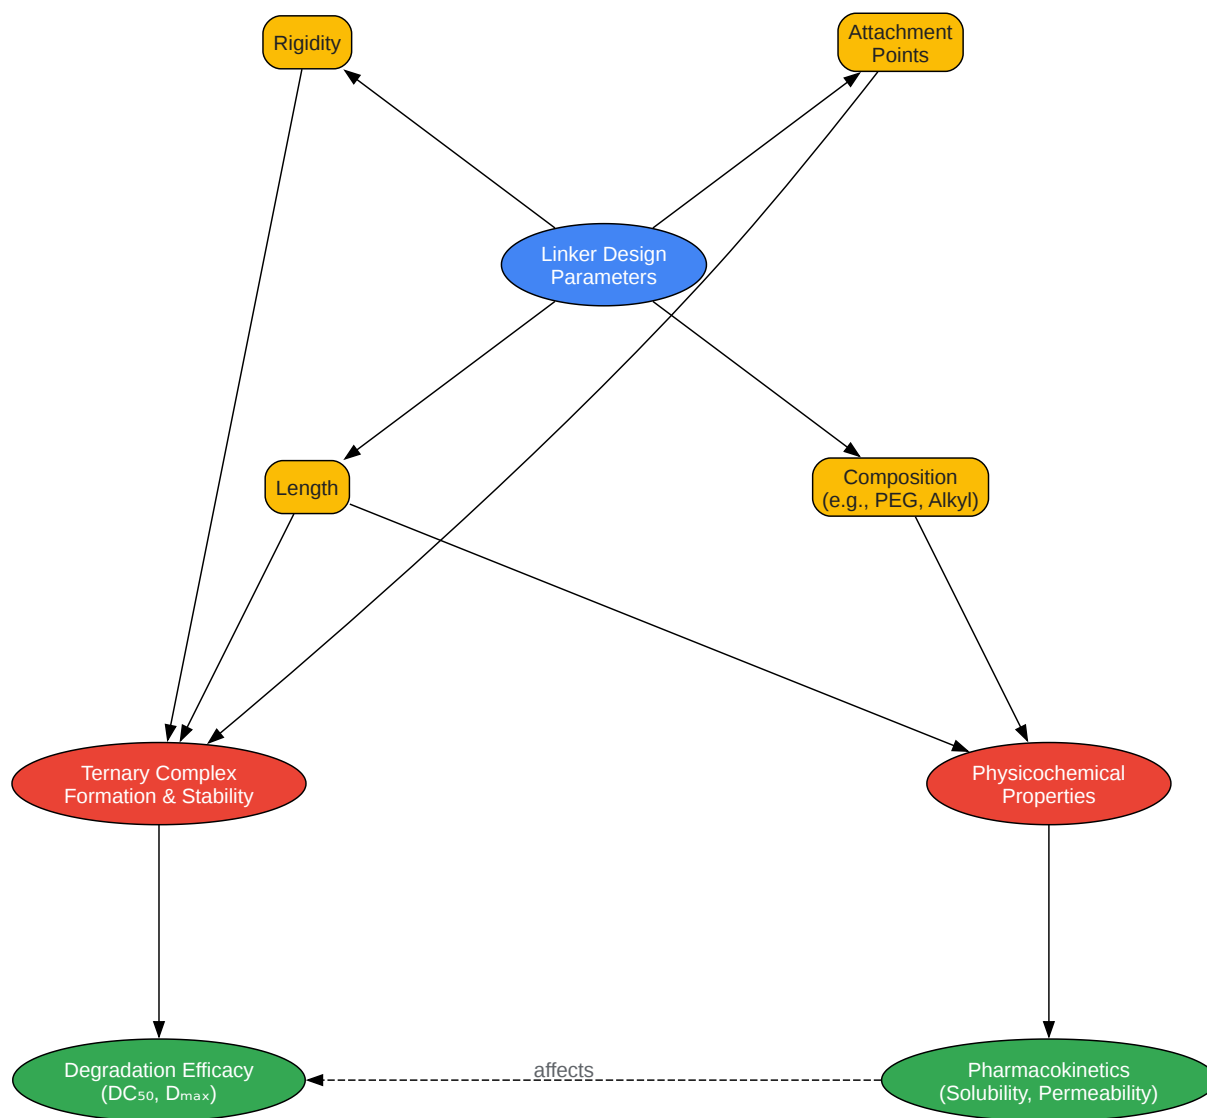 Rigidity
Attachment
Points
Linker Design
Parameters
Length
Composition
(e.g., PEG, Alkyl)
Ternary Complex
Formation & Stability
Physicochemical
Properties
Degradation Efficacy
(DC₅₀, Dₘₐₓ)
affects
Pharmacokinetics
(Solubility, Permeability)